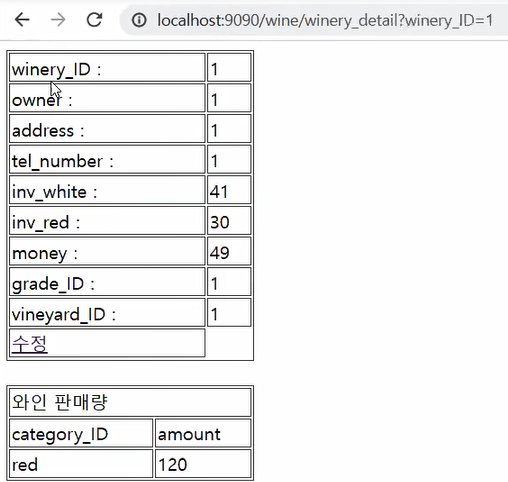 localhost:9090/wine/winery_detail?winery_ID=1
winery_ID : 1
owner : 1
address : 1
tel_number : 1
inv_white : 41
inv_red : 30
money : 49
grade_ID : 1
vineyard_ID : 1
수정
와인 판매량
category_ID amount
red 120